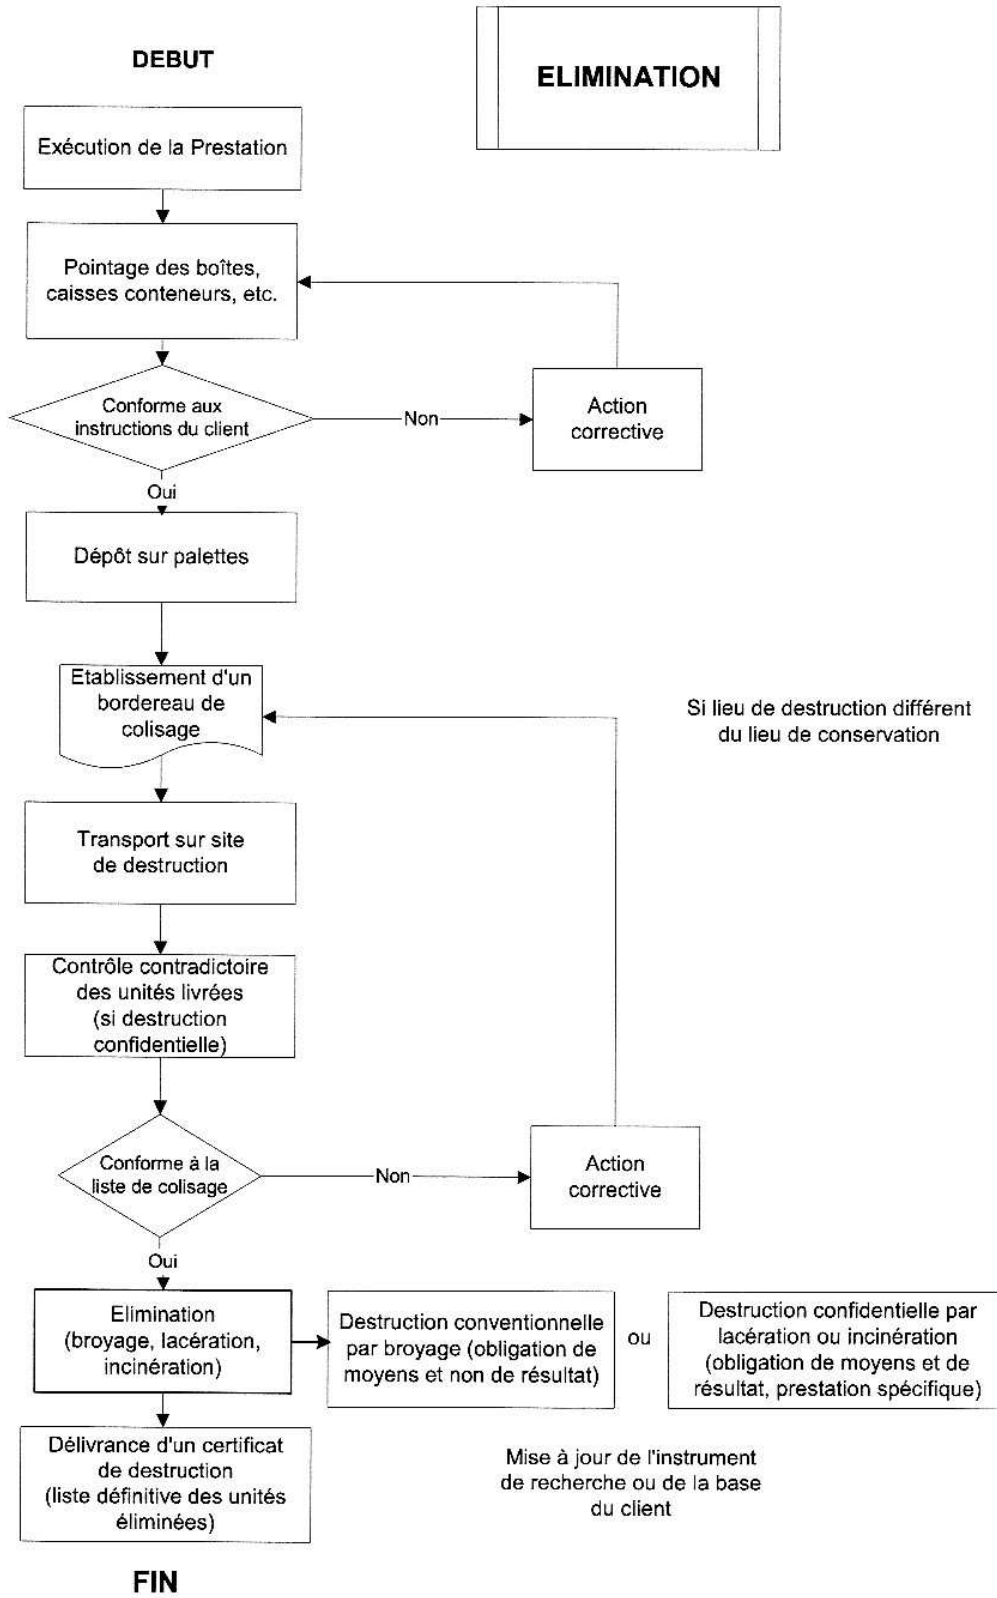 DEBUT
ELIMINATION
Exécution de la Prestation
Pointage des boîtes,
caisses conteneurs, etc.
Conforme aux
instructions du client
Non
Action
corrective
Oui
Dépôt sur palettes
Etablissement d'un
bordereau de
colisage
Si lieu de destruction différent
du lieu de conservation
Transport sur site
de destruction
Contrôle contradictoire
des unités livrées
(si destruction
confidentielle)
Conforme à la
liste de colisage
Non
Action
corrective
Oui
Elimination
(broyage, lacération,
incinération)
Destruction conventionnelle
par broyage (obligation de
moyens et non de résultat)
ou
Destruction confidentielle par
lacération ou incinération
(obligation de moyens et de
résultat, prestation spécifique)
Délivrance d'un certificat
de destruction
(liste définitive des unités
éliminées)
Mise à jour de l'instrument
de recherche ou de la base
du client
FIN